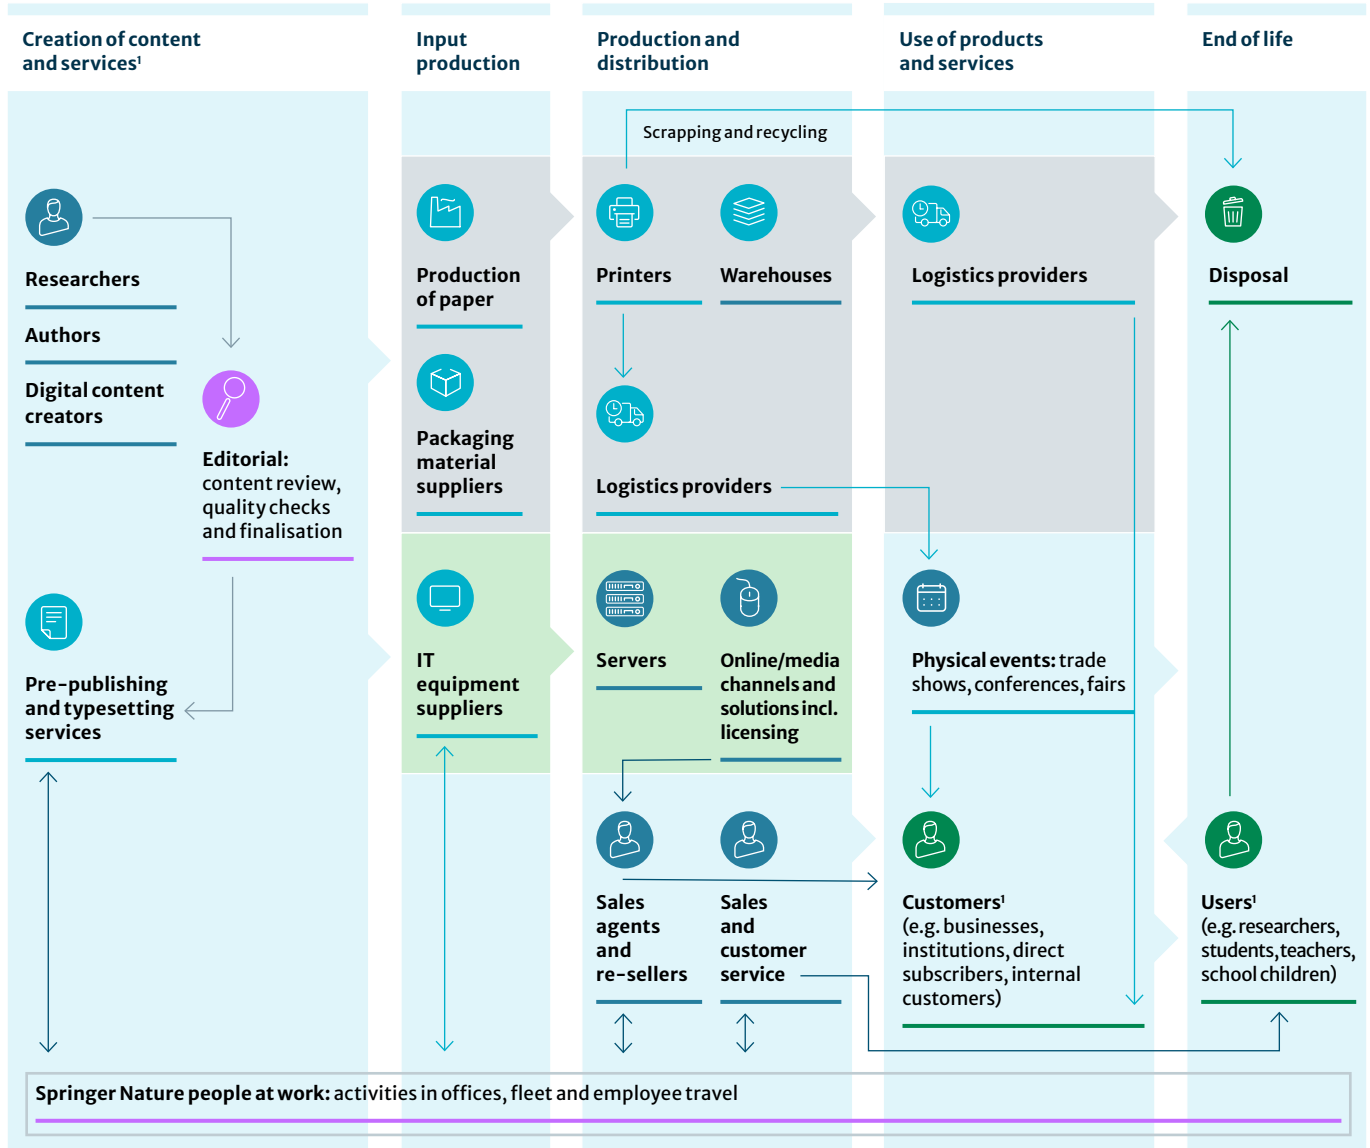 Creation of content
and services¹
Input
production
Production and
distribution
Use of products
and services
End of life
Scrapping and recycling
Researchers
Authors
Digital content
creators
Editorial:
content review,
quality checks
and finalisation
Pre-publishing
and typesetting
services
Production
of paper
Packaging
material
suppliers
IT
equipment
suppliers
Printers
Warehouses
Logistics providers
Servers
Online/media
channels and
solutions incl.
licensing
Sales
agents
and
re-sellers
Sales
and
customer
service
Logistics providers
Physical events: trade
shows, conferences, fairs
Customers¹
(e.g. businesses,
institutions, direct
subscribers, internal
customers)
Disposal
Users¹
(e.g. researchers,
students, teachers,
school children)
Springer Nature people at work: activities in offices, fleet and employee travel